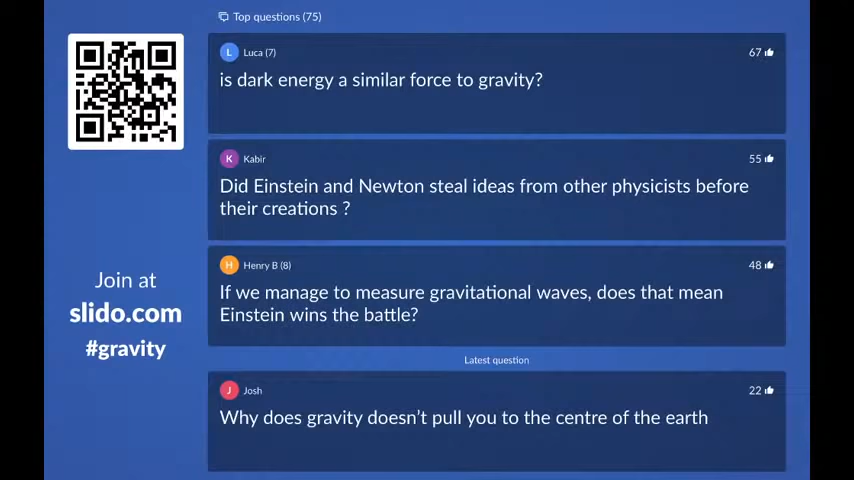 Top questions (75)
L Luca (7) 67
is dark energy a similar force to gravity?
K Kabir 55
Did Einstein and Newton steal ideas from other physicists before
their creations ?
H Henry B (8) 48
If we manage to measure gravitational waves, does that mean
Einstein wins the battle?
Latest question
J Josh 22
Why does gravity doesn't pull you to the centre of the earth
Join at
slido.com
#gravity